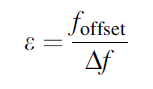 ε = f_offset / Δf